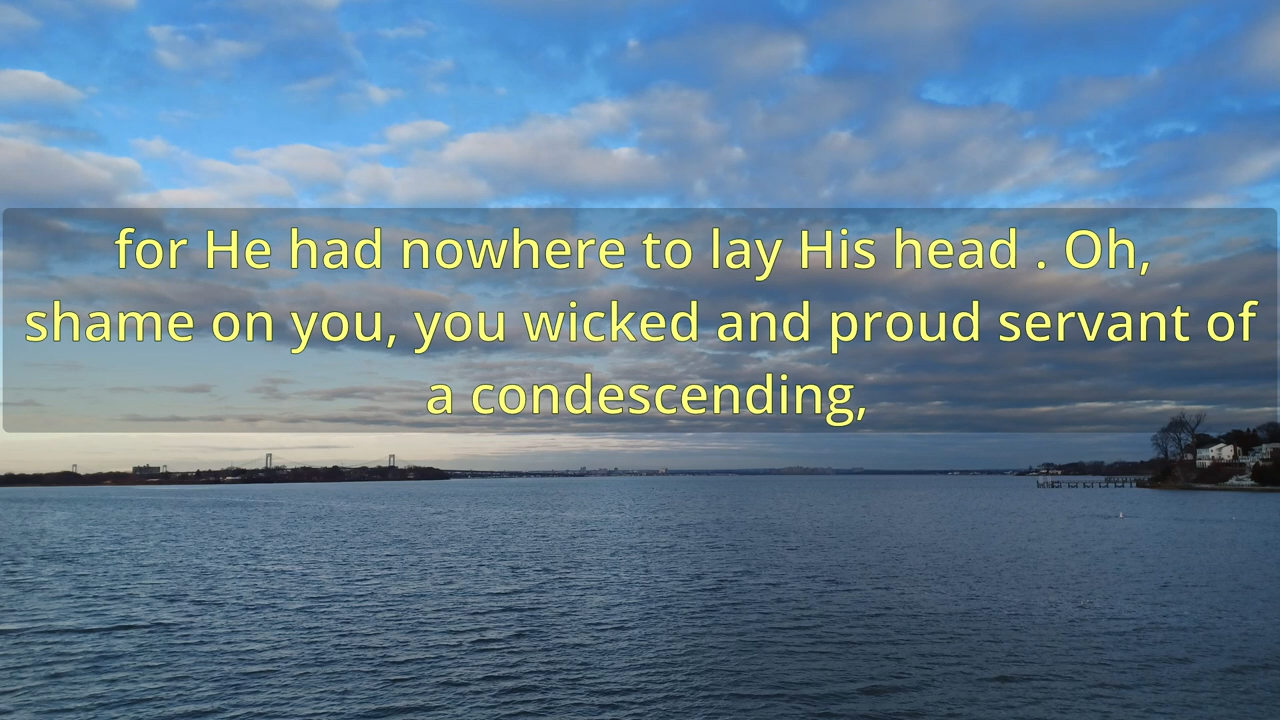 for He had nowhere to lay His head . Oh,
shame on you, you wicked and proud servant of
a condescending,